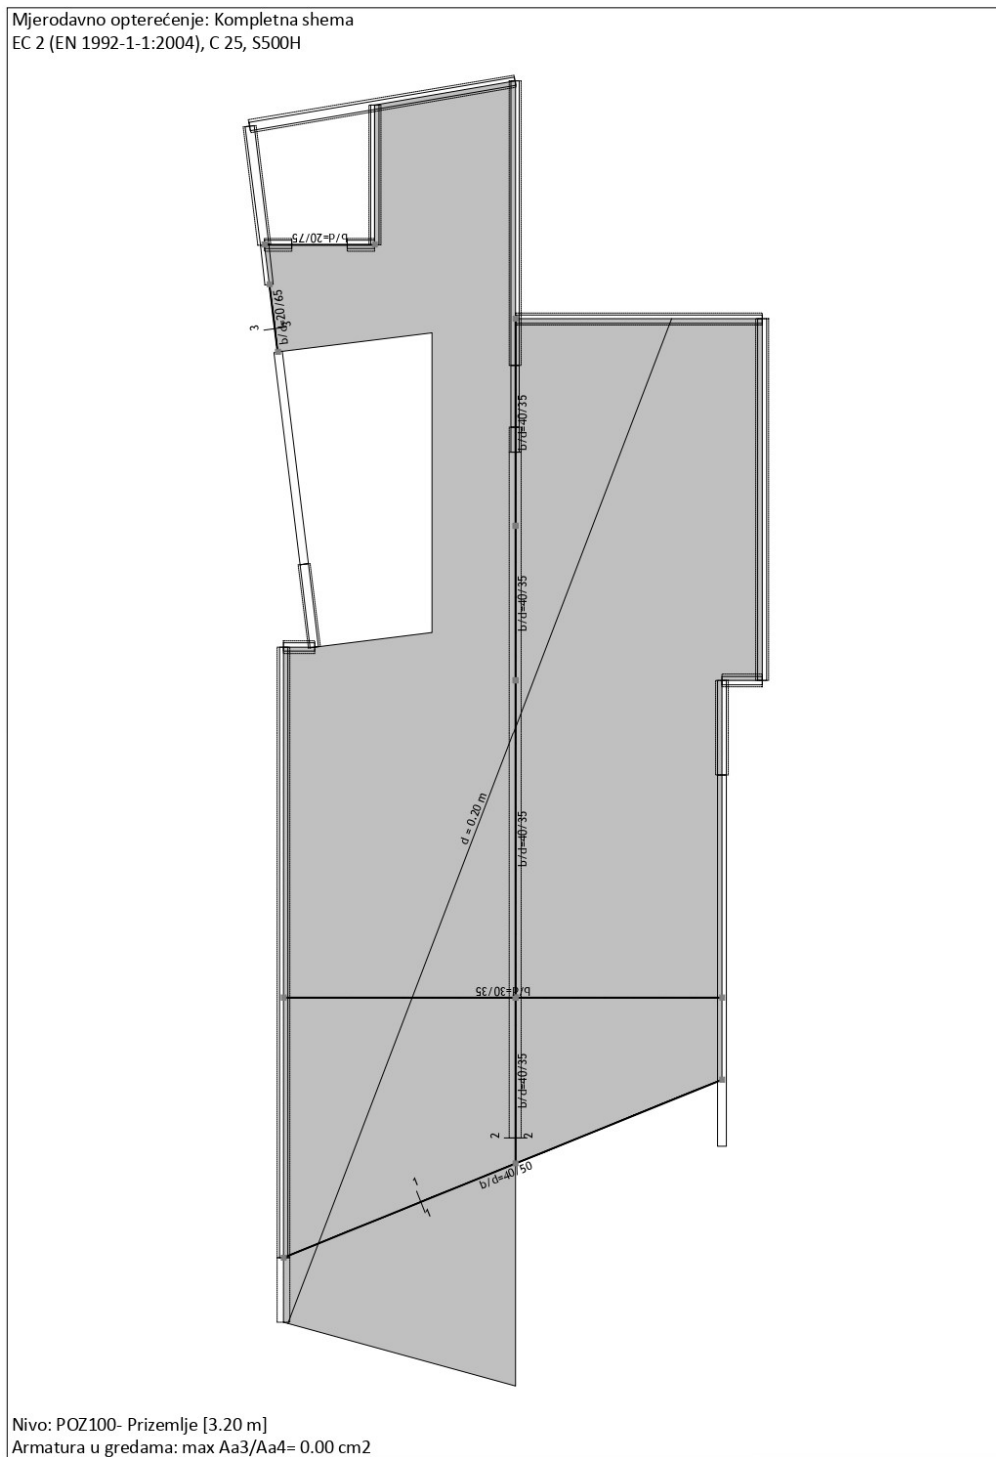 Mjerodavno opterećenje: Kompletna shema
EC 2 (EN 1992-1-1:2004), C 25, S500H
b/d=20/75
b/d=20/65
3
3
b/d=40/35
b/d=40/35
d = 0.20 m
b/d=40/35
b/d=30/35
b/d=40/35
2
2
b/d=40/50
1
1
Nivo: POZ100- Prizemlje [3.20 m]
Armatura u gredama: max Aa3/Aa4= 0.00 cm2